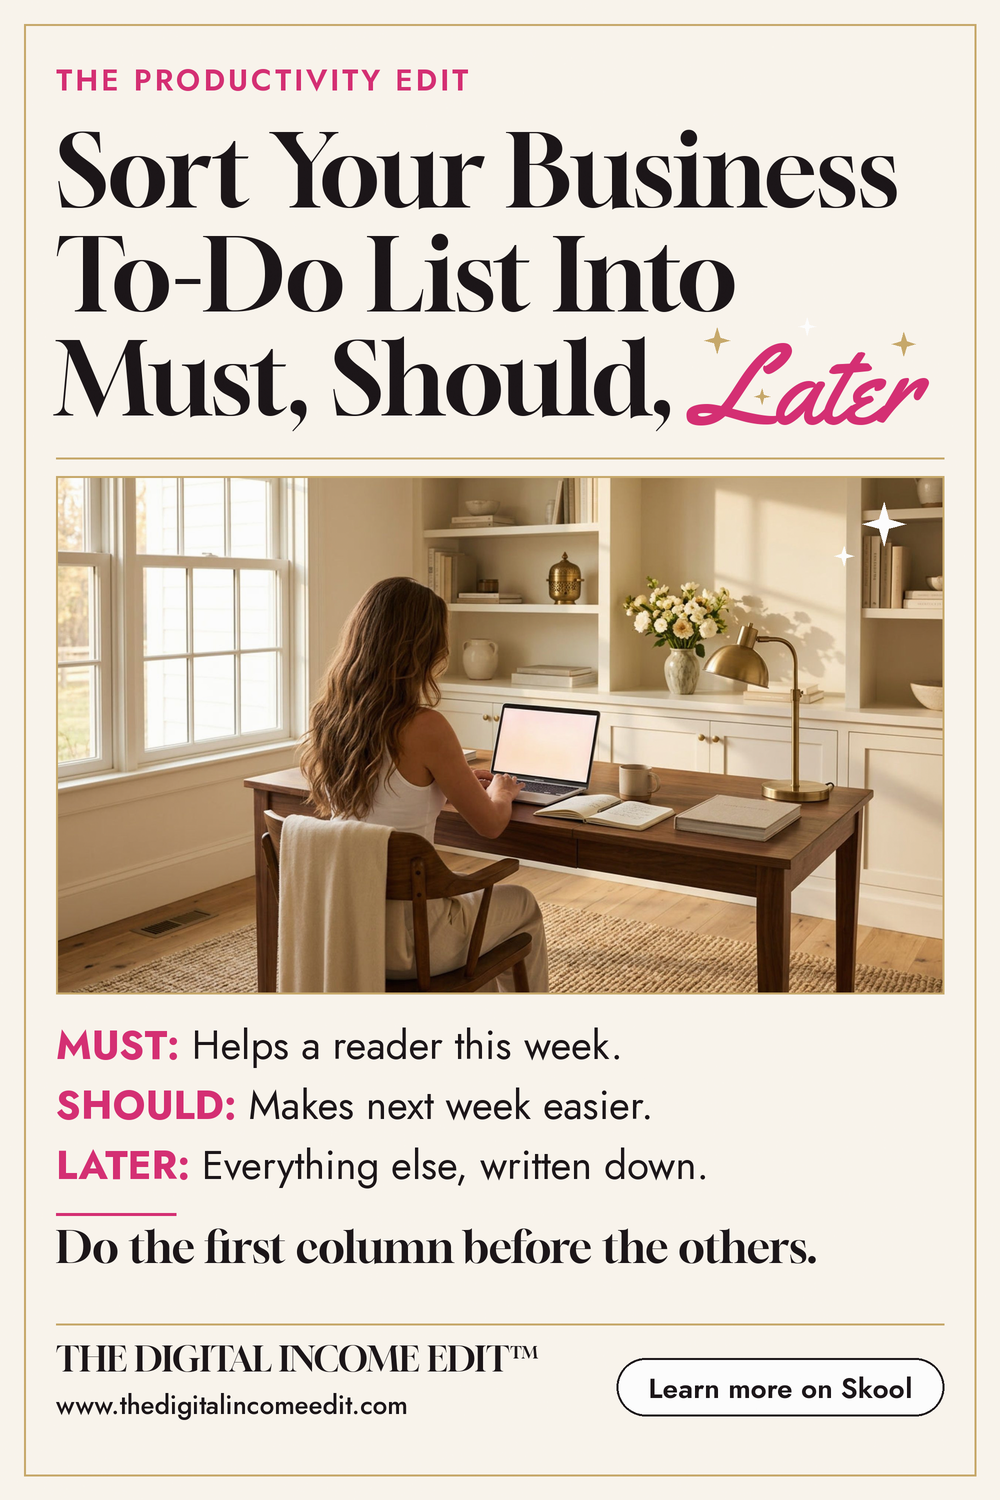 THE PRODUCTIVITY EDIT
Sort Your Business
To-Do List Into
Must, Should, Later
MUST: Helps a reader this week.
SHOULD: Makes next week easier.
LATER: Everything else, written down.
Do the first column before the others.
THE DIGITAL INCOME EDIT™
www.thedigitalincomeedit.com
Learn more on Skool